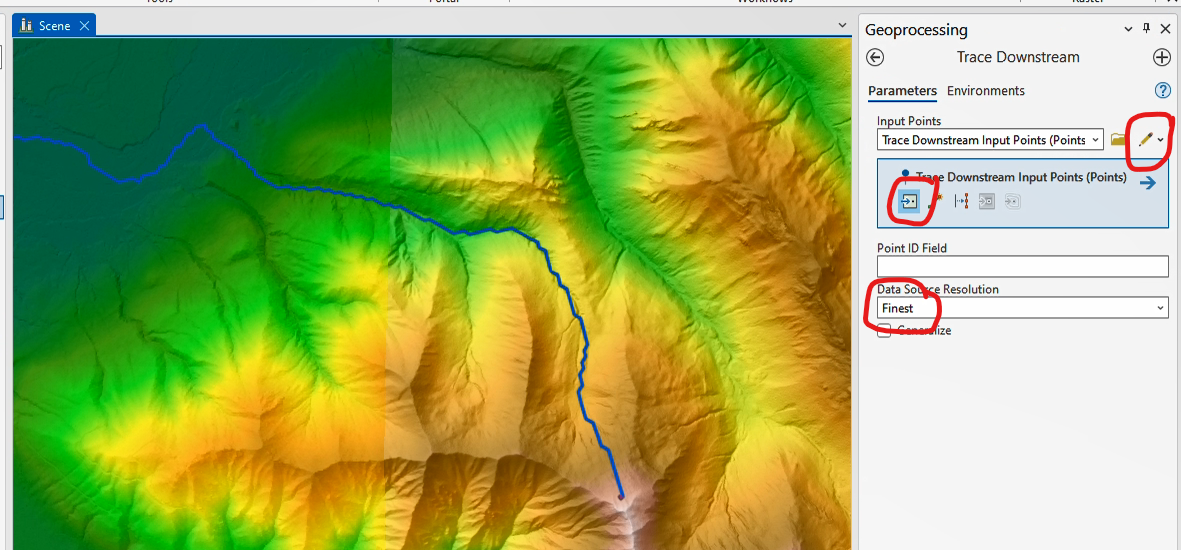 Tools
Portal
Workflows
Raster
Scene
Geoprocessing
Trace Downstream
Parameters Environments
Input Points
Trace Downstream Input Points (Points
Trace Downstream Input Points (Points)
Point ID Field
Data Source Resolution
Finest
Generalize